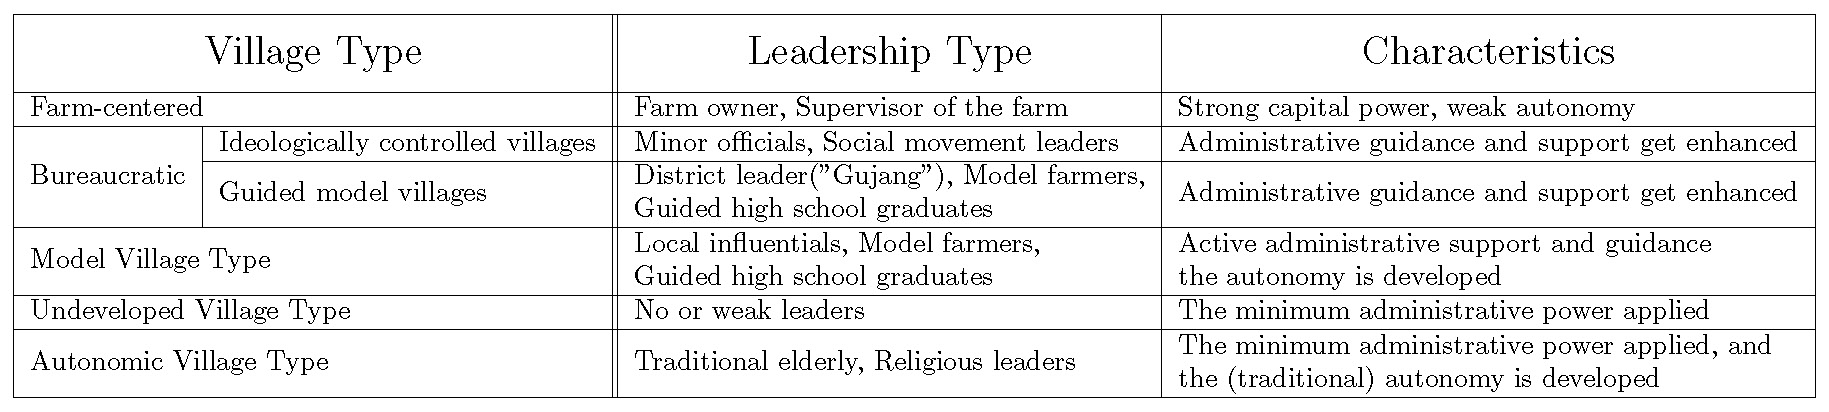 Village Type Leadership Type Characteristics
Farm-centered Farm owner, Supervisor of the farm Strong capital power, weak autonomy
Bureaucratic Ideologically controlled villages Minor officials, Social movement leaders Administrative guidance and support get enhanced
Guided model villages District leader(”Gujang”), Model farmers, Administrative guidance and support get enhanced
Guided high school graduates
Model Village Type Local influentials, Model farmers, Active administrative support and guidance
Guided high school graduates the autonomy is developed
Undeveloped Village Type No or weak leaders The minimum administrative power applied
Autonomic Village Type Traditional elderly, Religious leaders The minimum administrative power applied, and
the (traditional) autonomy is developed